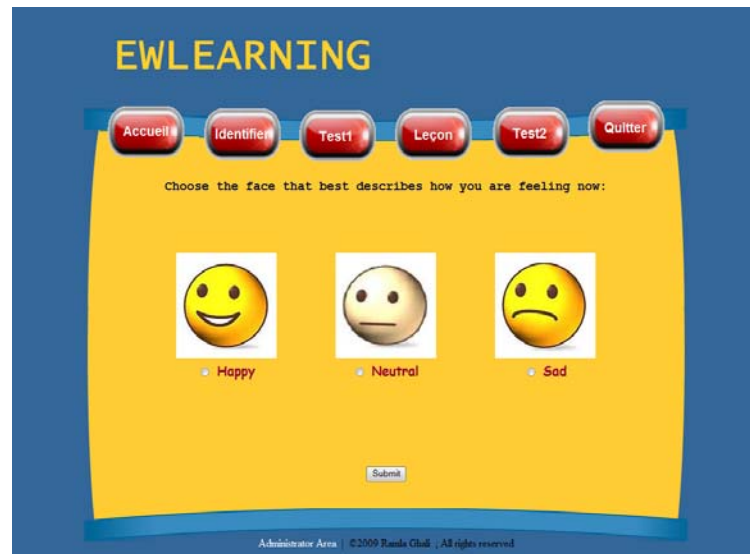 EWLEARNING
Accueil Identifier Test1 Leçon Test2 Quitter
Choose the face that best describes how you are feeling now:
Happy Neutral Sad
Submit
Administrator Area | ©2009 Ramla Ghali ; All rights reserved